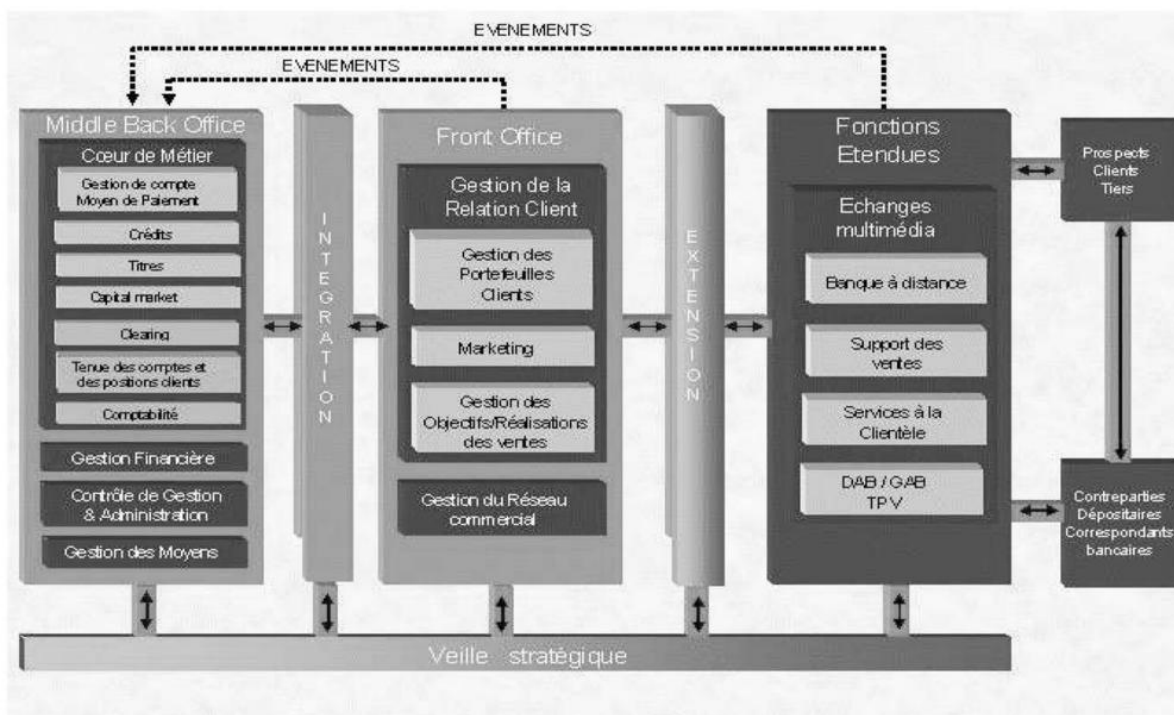 EVENEMENTS
EVENEMENTS
Middle Back Office
Cœur de Métier
Gestion de compte
Moyen de Paiement
Crédits
Titres
Capital market
Clearing
Tenue des comptes et
des positions clients
Comptabilité
Gestion Financière
Contrôle de Gestion
& Administration
Gestion des Moyens
INTEGRATION
Front Office
Gestion de la
Relation Client
Gestion des
Portefeuilles
Clients
Marketing
Gestion des
Objectifs/Réalisations
des ventes
Gestion du Réseau
commercial
EXTENSION
Fonctions
Etendues
Echanges
multimédia
Banque à distance
Support des
ventes
Services à la
Clientèle
DAB / GAB
TPV
Prospects
Clients
Tiers
Contreparties
Dépositaires
Correspondants
bancaires
Veille stratégique